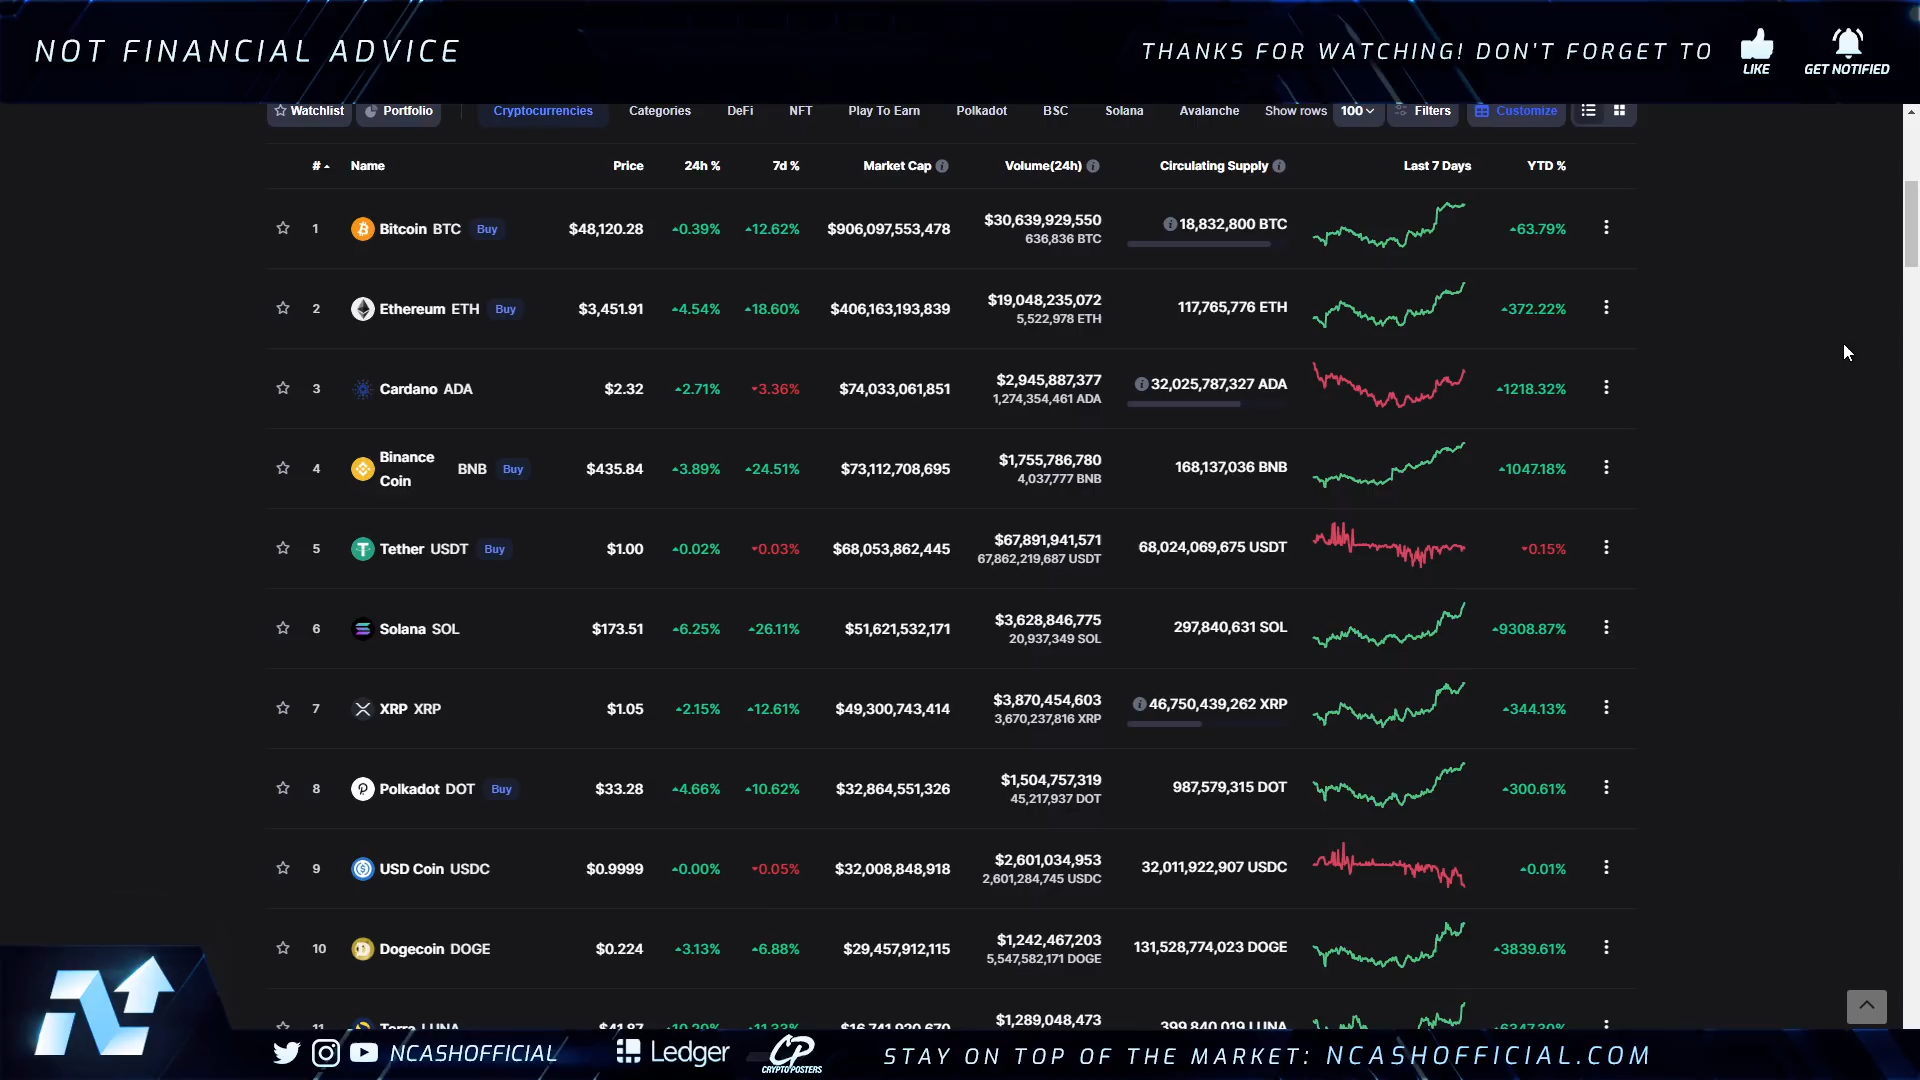 NOT FINANCIAL ADVICE
THANKS FOR WATCHING! DON'T FORGET TO
LIKE
GET NOTIFIED
Watchlist Portfolio Cryptocurrencies Categories DeFi NFT Play To Earn Polkadot BSC Solana Avalanche Show rows 100 Filters Customize
# Name Price 24h % 7d % Market Cap Volume(24h) Circulating Supply Last 7 Days YTD %
1 Bitcoin BTC Buy $48,120.28 0.39% 12.62% $906,097,553,478 $30,639,929,550 18,832,800 BTC 63.79%
636,836 BTC
2 Ethereum ETH Buy $3,451.91 4.54% 18.60% $406,163,193,839 $19,048,235,072 117,765,776 ETH 372.22%
5,522,978 ETH
3 Cardano ADA $2.32 2.71% 3.36% $74,033,061,851 $2,945,887,377 32,025,787,327 ADA 1218.32%
1,274,354,461 ADA
4 Binance Coin BNB Buy $435.84 3.89% 24.51% $73,112,708,695 $1,755,786,780 168,137,036 BNB 1047.18%
4,037,777 BNB
5 Tether USDT Buy $1.00 0.02% 0.03% $68,053,862,445 $67,891,941,571 68,024,069,675 USDT 0.15%
67,862,219,687 USDT
6 Solana SOL $173.51 6.25% 26.11% $51,621,532,171 $3,628,846,775 297,840,631 SOL 9308.87%
20,937,349 SOL
7 XRP XRP $1.05 2.15% 12.61% $49,300,743,414 $3,870,454,603 46,750,439,262 XRP 344.13%
3,670,237,816 XRP
8 Polkadot DOT Buy $33.28 4.66% 10.62% $32,864,551,326 $1,504,757,319 987,579,315 DOT 300.61%
45,217,937 DOT
9 USD Coin USDC $0.9999 0.00% 0.05% $32,008,848,918 $2,601,034,953 32,011,922,907 USDC 0.01%
2,601,284,745 USDC
10 Dogecoin DOGE $0.224 3.13% 6.88% $29,457,912,115 $1,242,467,203 131,528,774,023 DOGE 3839.61%
5,547,582,171 DOGE
11 Terra LUNA $41.87 $1,289,048,473 399,840,019 LUNA
NCASHOFFICIAL
Ledger
CP
CRYPTOPOSTERS
STAY ON TOP OF THE MARKET: NCASHOFFICIAL.COM